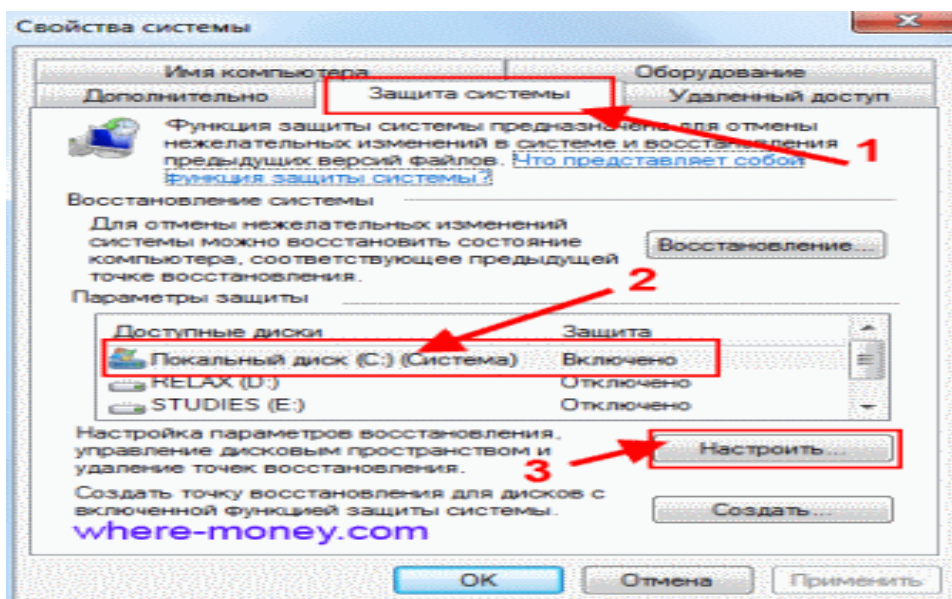 Свойства системы
Имя компьютера
Оборудование
Дополнительно
Защита системы
Удаленный доступ
Функция защиты системы предназначена для отмены
нежелательных изменений в системе и восстановления
предыдущих версий файлов. Что представляет собой
функция защиты системы?
1
Восстановление системы
Для отмены нежелательных изменений
системы можно восстановить состояние
компьютера, соответствующее предыдущей
точке восстановления.
Восстановление...
2
Параметры защиты
Доступные диски Защита
Локальный диск (C:) (Система) Включено
RELAX (D:) Отключено
STUDIES (E:) Отключено
Настройка параметров восстановления,
управление дисковым пространством и
удаление точек восстановления.
3
Настроить...
Создать точку восстановления для дисков с
включенной функцией защиты системы.
Создать...
where-money.com
OK
Отмена
Применить